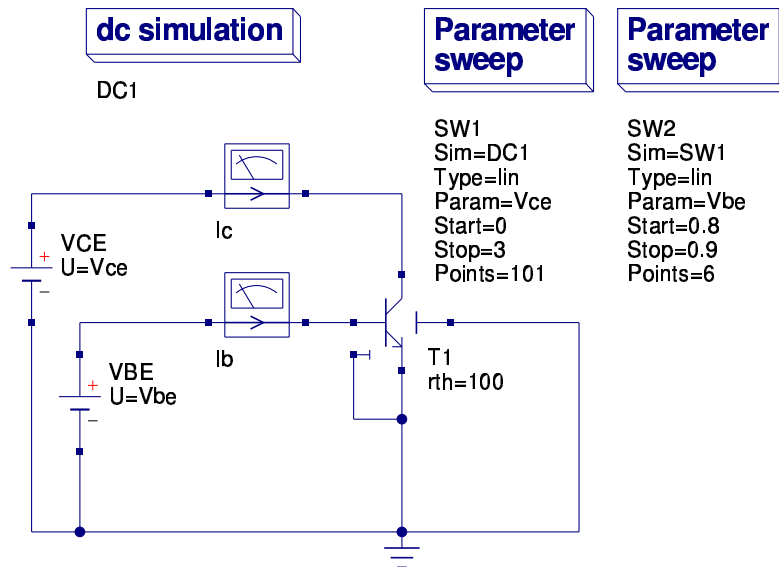 dc simulation
DC1
Parameter
sweep
SW1
Sim=DC1
Type=lin
Param=Vce
Start=0
Stop=3
Points=101
Parameter
sweep
SW2
Sim=SW1
Type=lin
Param=Vbe
Start=0.8
Stop=0.9
Points=6
Ic
VCE
U=Vce
Ib
VBE
U=Vbe
T1
rth=100